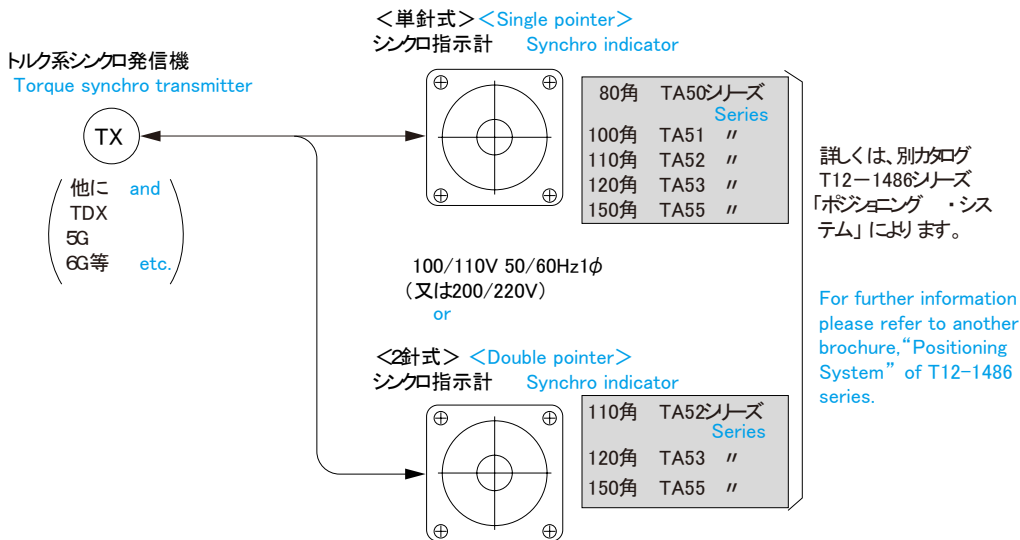 ＜単針式＞ ＜Single pointer＞
シンクロ指示計 Synchro indicator
トルク系シンクロ発信機
Torque synchro transmitter
TX
他に and
TDX
5G
6G等 etc.
80角 TA50シリーズ
Series
100角 TA51 〃
110角 TA52 〃
120角 TA53 〃
150角 TA55 〃
100/110V 50/60Hz1φ
（又は200/220V）
or
＜2針式＞ ＜Double pointer＞
シンクロ指示計 Synchro indicator
110角 TA52シリーズ
Series
120角 TA53 〃
150角 TA55 〃
詳しくは、別カタログ
T12－1486シリーズ
「ポジショニング ・シス
テム」によります。
For further information
please refer to another
brochure,“Positioning
System” of T12-1486
series.